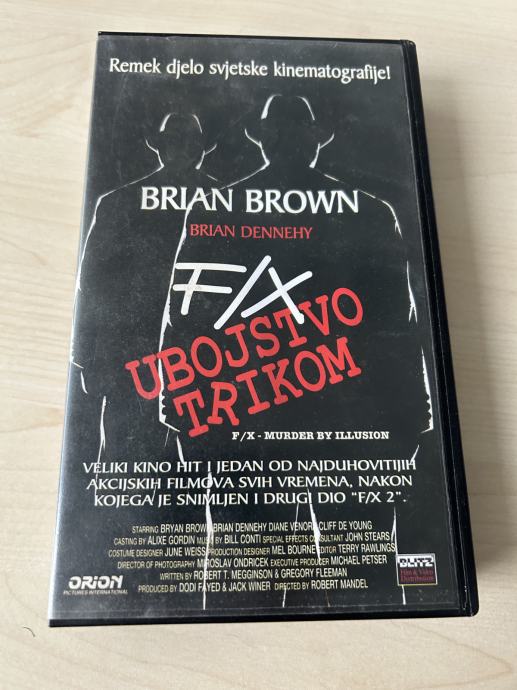 Remek djelo svjetske kinematografije!
BRIAN BROWN
BRIAN DENNEHY
F/X
UBOJSTVO
TRIKOM
F/X - MURDER BY ILLUSION
VELIKI KINO HIT I JEDAN OD NAJDUHOVITIJIH
AKCIJSKIH FILMOVA SVIH VREMENA, NAKON
KOJEGA JE SNIMLJEN I DRUGI DIO "F/X 2".
STARRING BRYAN BROWN BRIAN DENNEHY DIANE VENORA CLIFF DE YOUNG
CASTING BY ALIXE GORDIN MUSIC BY BILL CONTI SPECIAL EFFECTS CONSULTANT JOHN STEARS
COSTUME DESIGNER JUNE WEISS PRODUCTION DESIGNER MEL BOURNE EDITOR TERRY RAWLINGS
DIRECTOR OF PHOTOGRAPHY MIROSLAV ONDRICEK EXECUTIVE PRODUCER MICHAEL PETSER
WRITTEN BY ROBERT T. MEGGINSON & GREGORY FLEEMAN
PRODUCED BY DODI FAYED & JACK WINER DIRECTED BY ROBERT MANDEL
ORION
PICTURES INTERNATIONAL
BLITZ
Film & Video
Distribution